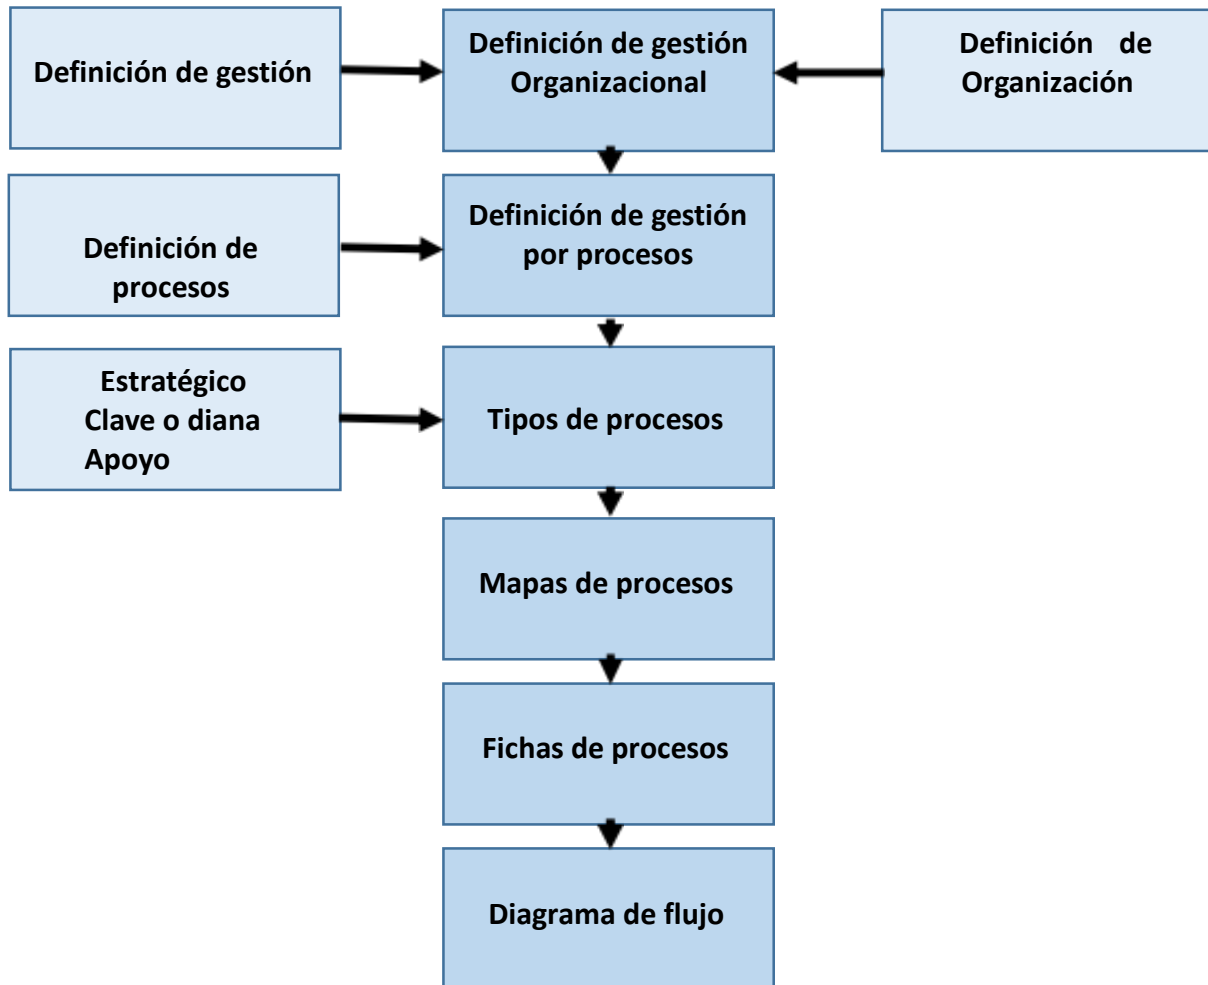 Definición de gestión
Definición de gestión
Organizacional
Definición de
Organización
Definición de
procesos
Definición de gestión
por procesos
Estratégico
Clave o diana
Apoyo
Tipos de procesos
Mapas de procesos
Fichas de procesos
Diagrama de flujo